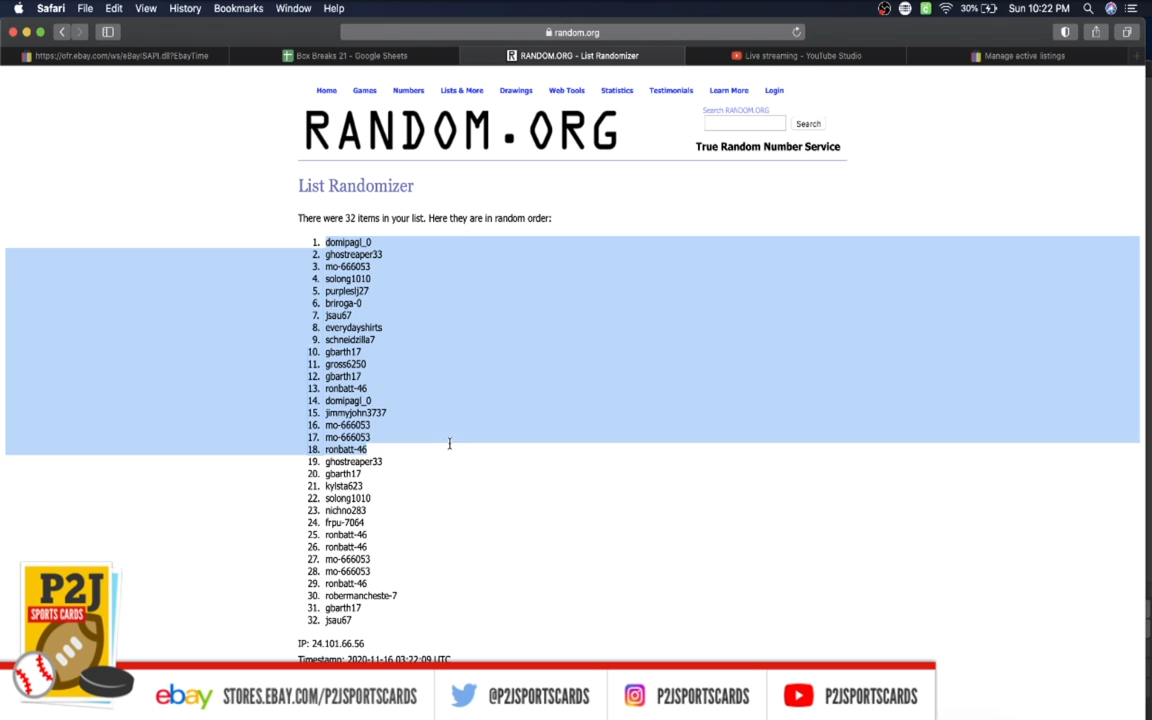 Safari File Edit View History Bookmarks Window Help 30% Sun 10:22 PM
random.org
https://ofr.ebay.com/ws/eBayISAPI.dll?EbayTime Box Breaks 21 - Google Sheets RANDOM.ORG - List Randomizer Live streaming - YouTube Studio Manage active listings
Home Games Numbers Lists & More Drawings Web Tools Statistics Testimonials Learn More Login
Search RANDOM.ORG
RANDOM.ORG
Search
True Random Number Service
List Randomizer
There were 32 items in your list. Here they are in random order:
1. domipagl_0
2. ghostreaper33
3. mo-666053
4. solong1010
5. purpleslj27
6. briroga-0
7. jsau67
8. everydayshirts
9. schneidzilla7
10. gbarth17
11. gross6250
12. gbarth17
13. ronbatt-46
14. domipagl_0
15. jimmyjohn3737
16. mo-666053
17. mo-666053
18. ronbatt-46
19. ghostreaper33
20. gbarth17
21. kylsta623
22. solong1010
23. nichno283
24. frpu-7064
25. ronbatt-46
26. ronbatt-46
27. mo-666053
28. mo-666053
29. ronbatt-46
30. robermancheste-7
31. gbarth17
32. jsau67
IP: 24.101.66.56
Timestamp: 2020-11-16 03:22:09 UTC
P2J
SPORTS CARDS
ebay STORES.EBAY.COM/P2JSPORTSCARDS @P2JSPORTSCARDS P2JSPORTSCARDS P2JSPORTSCARDS